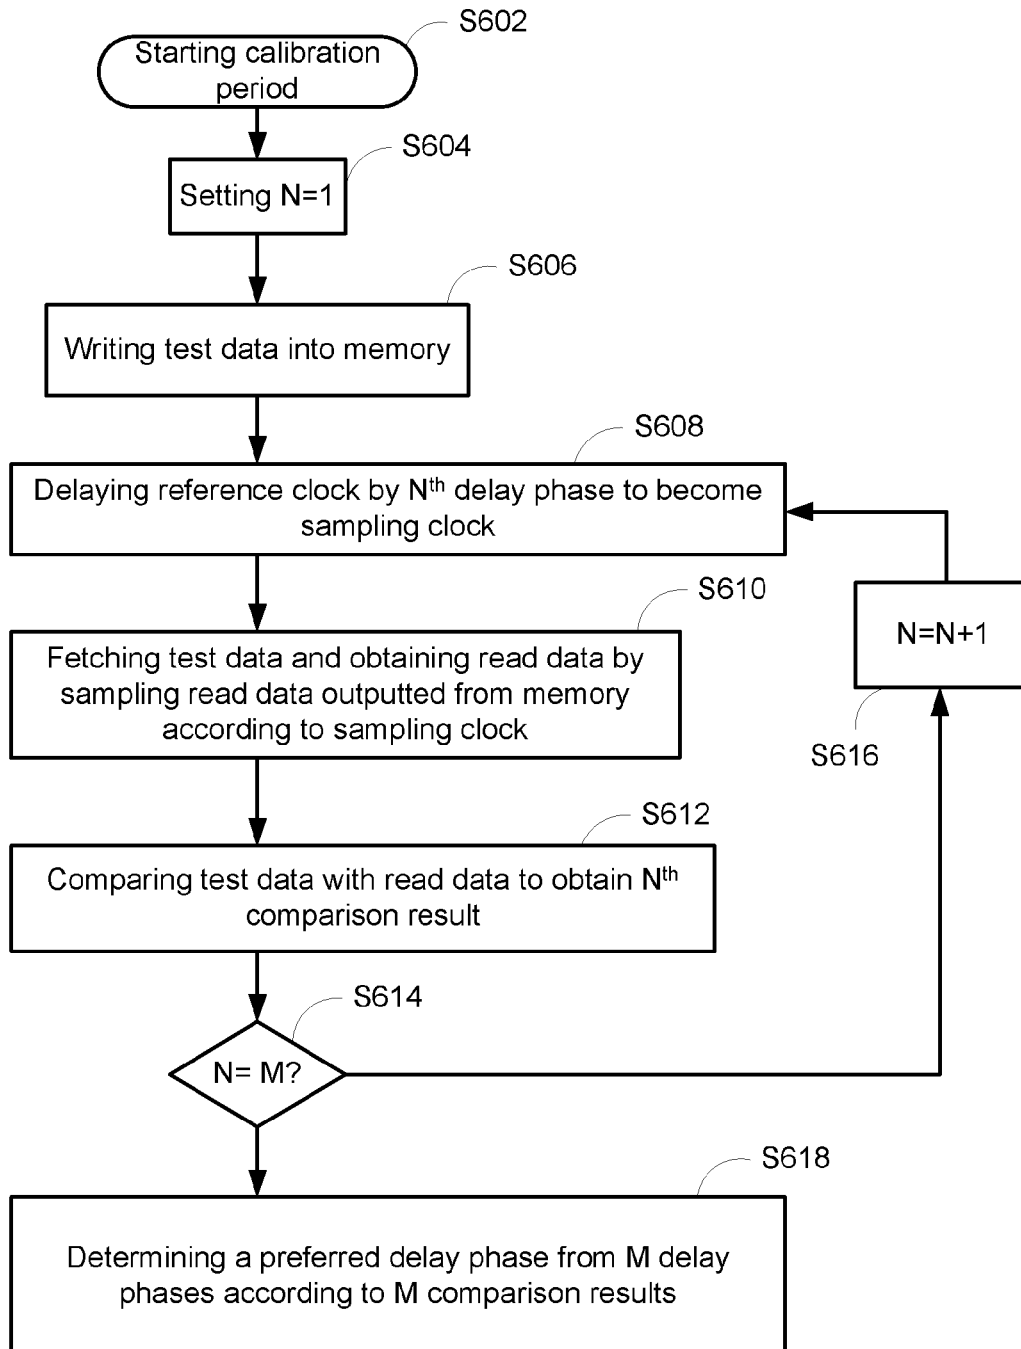 S602
Starting calibration
period
S604
Setting N=1
S606
Writing test data into memory
S608
Delaying reference clock by Nth delay phase to become
sampling clock
S610
Fetching test data and obtaining read data by
sampling read data outputted from memory
according to sampling clock
N=N+1
S616
S612
Comparing test data with read data to obtain Nth
comparison result
S614
N= M?
S618
Determining a preferred delay phase from M delay
phases according to M comparison results